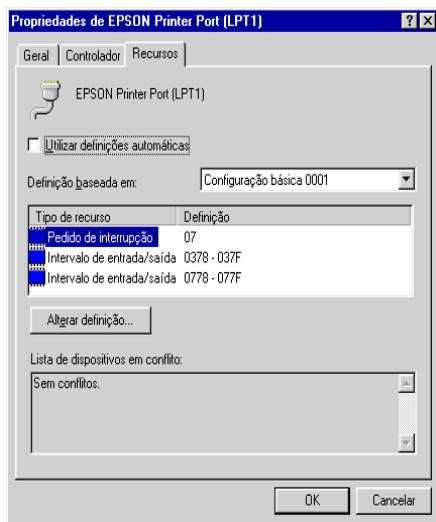 Propriedades de EPSON Printer Port (LPT1)
Geral Controlador Recursos
EPSON Printer Port (LPT1)
Utilizar definições automáticas
Definição baseada em: Configuração básica 0001
Tipo de recurso Definição
Pedido de interrupção 07
Intervalo de entrada/saída 0378 - 037F
Intervalo de entrada/saída 0778 - 077F
Alterar definição...
Lista de dispositivos em conflito:
Sem conflitos.
OK Cancelar